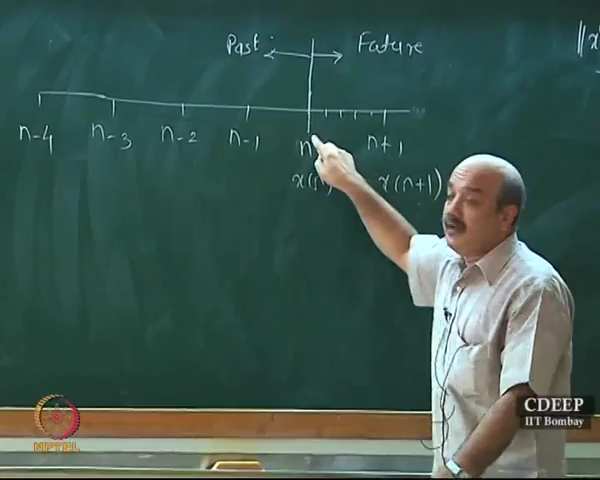 Past Future
n-4 n-3 n-2 n-1 n n+1
x(n) x(n+1)
||x
NPTEL
CDEEP
IIT Bombay